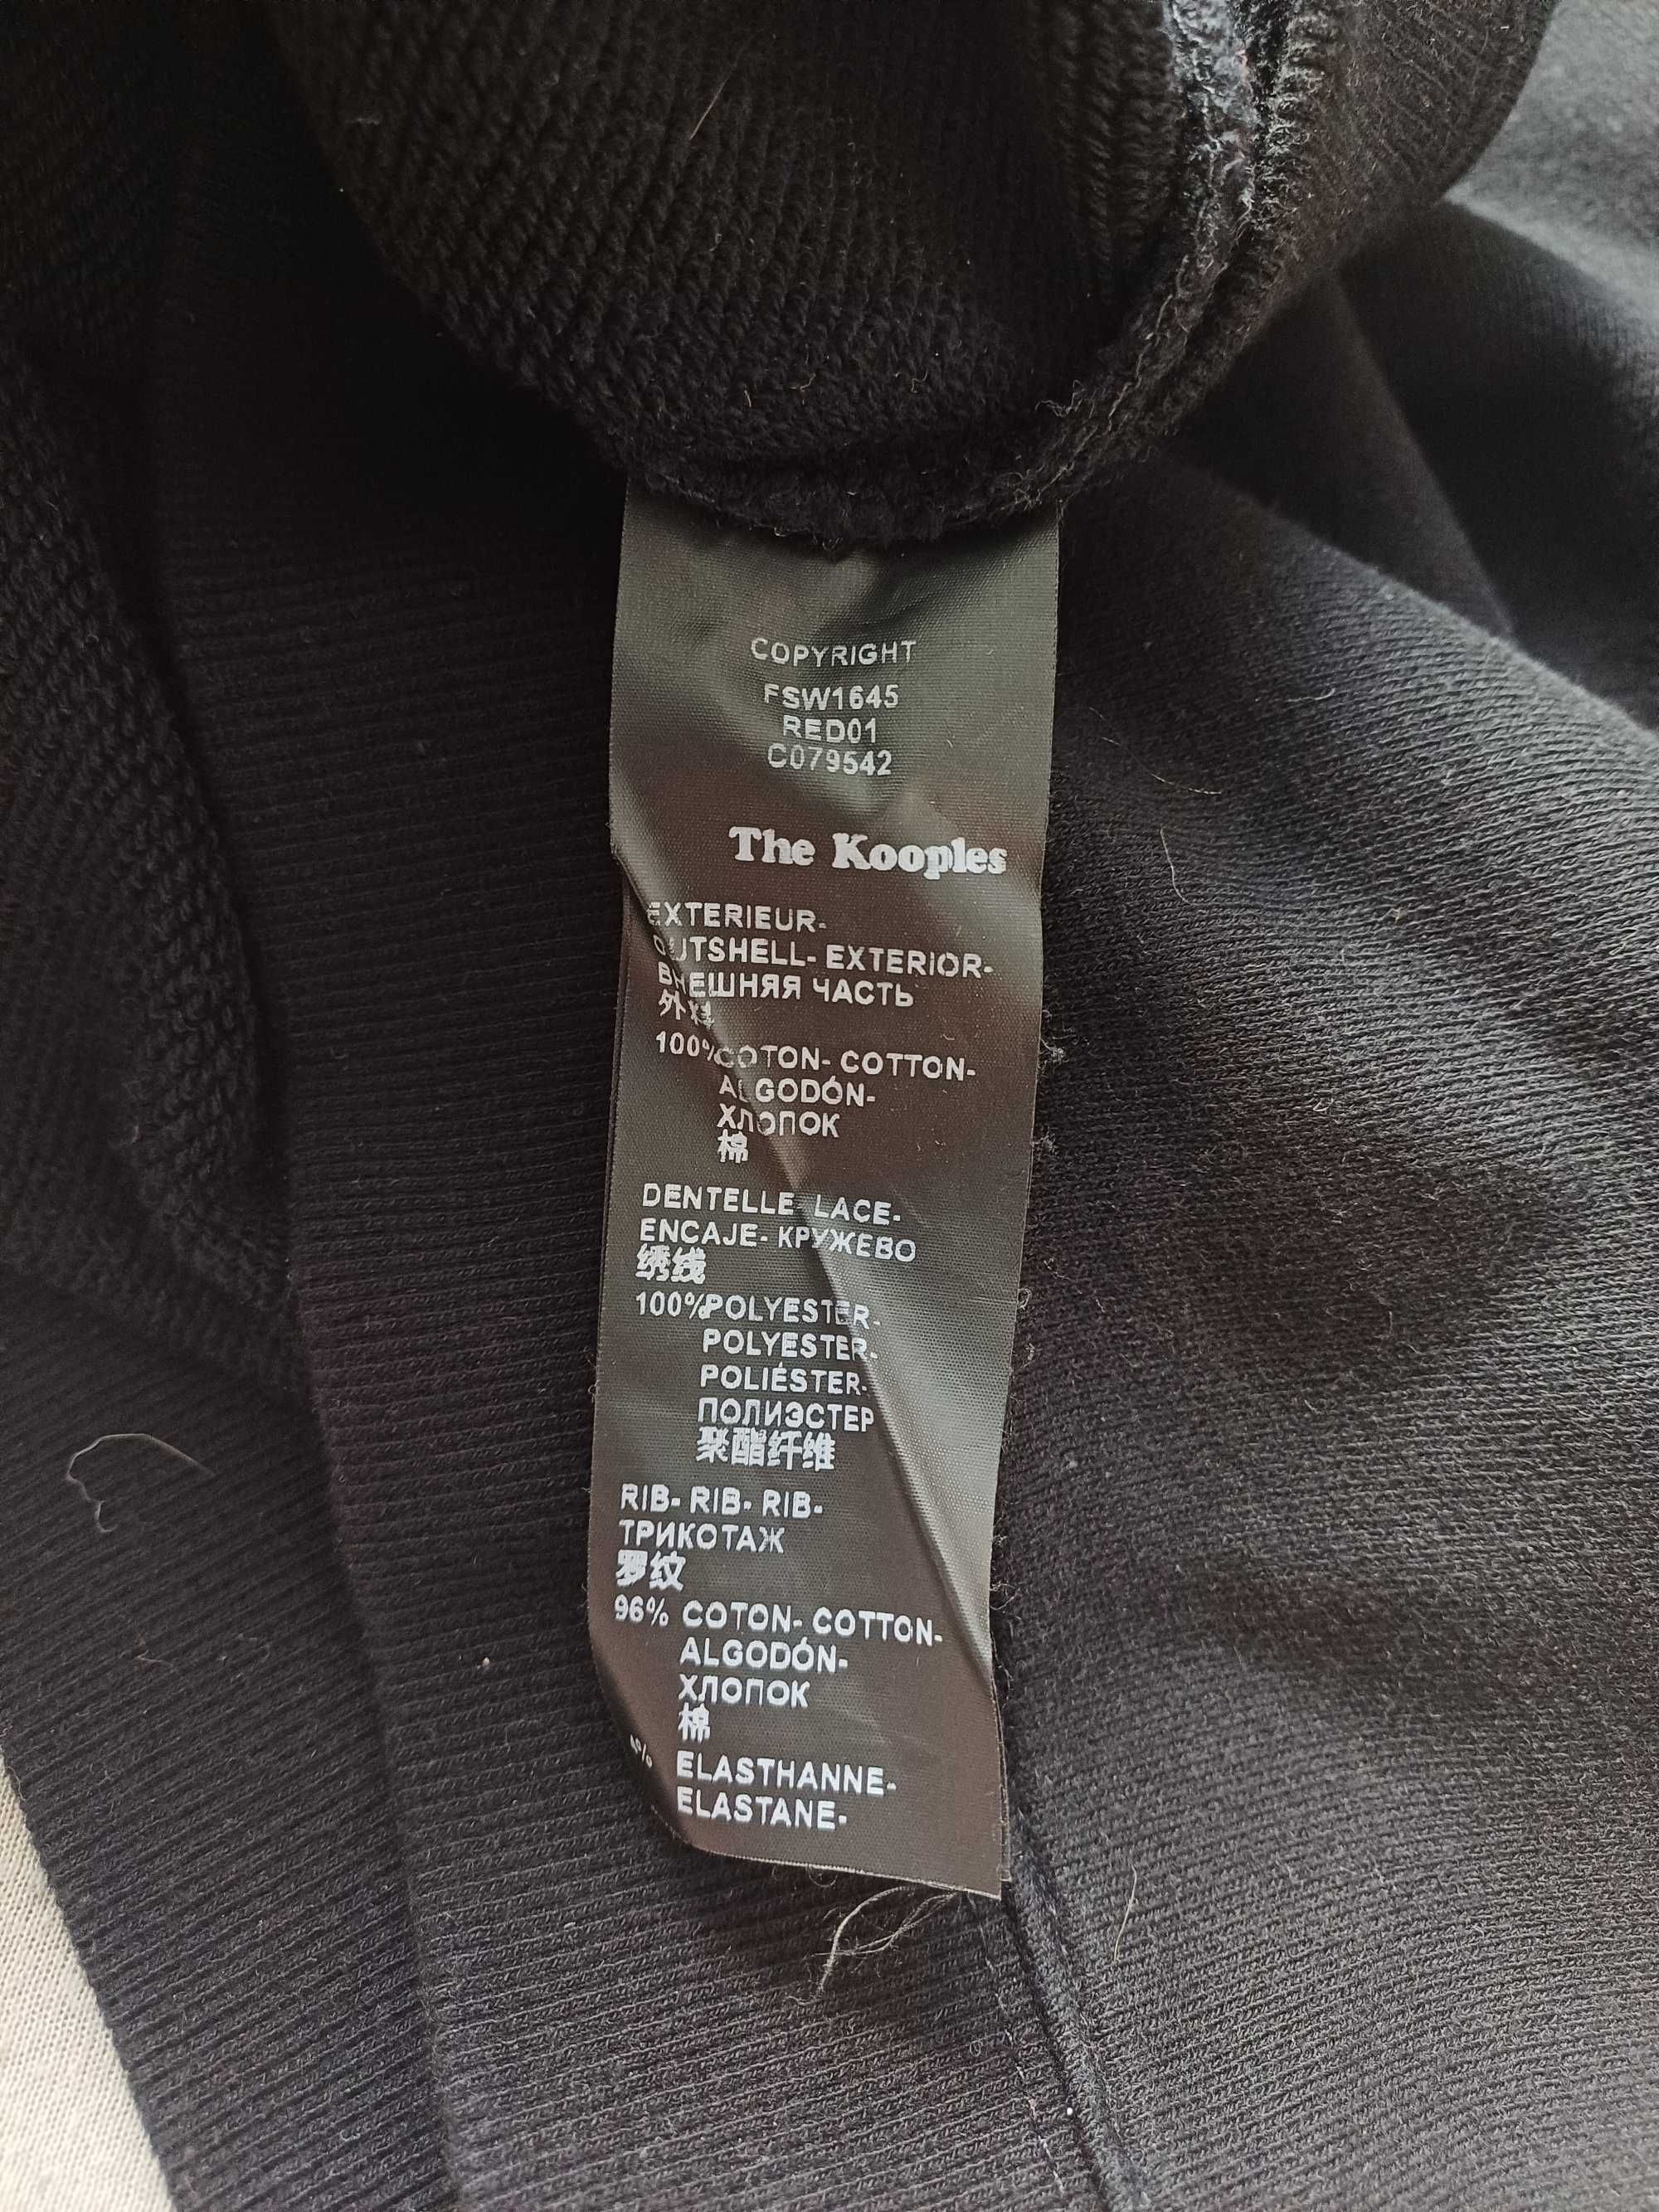 COPYRIGHT
FSW1645
RED01
C079542
The Kooples
EXTERIEUR-
OUTSHELL- EXTERIOR-
ВНЕШНЯЯ ЧАСТЬ
外料
100% COTON- COTTON-
ALGODÓN-
ХЛОПОК
棉
DENTELLE LACE-
ENCAJE- КРУЖЕВО
绣线
100%POLYESTER-
POLYESTER-
POLIÉSTER-
ПОЛИЭСТЕР
聚酯纤维
RIB- RIB- RIB-
ТРИКОТАЖ
罗纹
96% COTON- COTTON-
ALGODÓN-
ХЛОПОК
棉
ELASTHANNE-
ELASTANE-